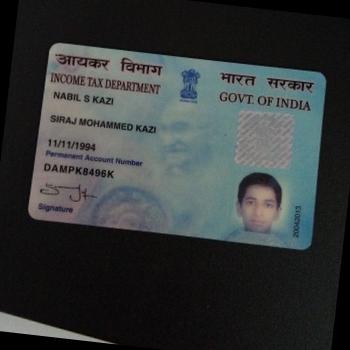 आयकर विभाग
INCOME TAX DEPARTMENT
भारत सरकार
GOVT. OF INDIA
NABIL S KAZI
SIRAJ MOHAMMED KAZI
11/11/1994
Permanent Account Number
DAMPK8496K
Signature
20042013